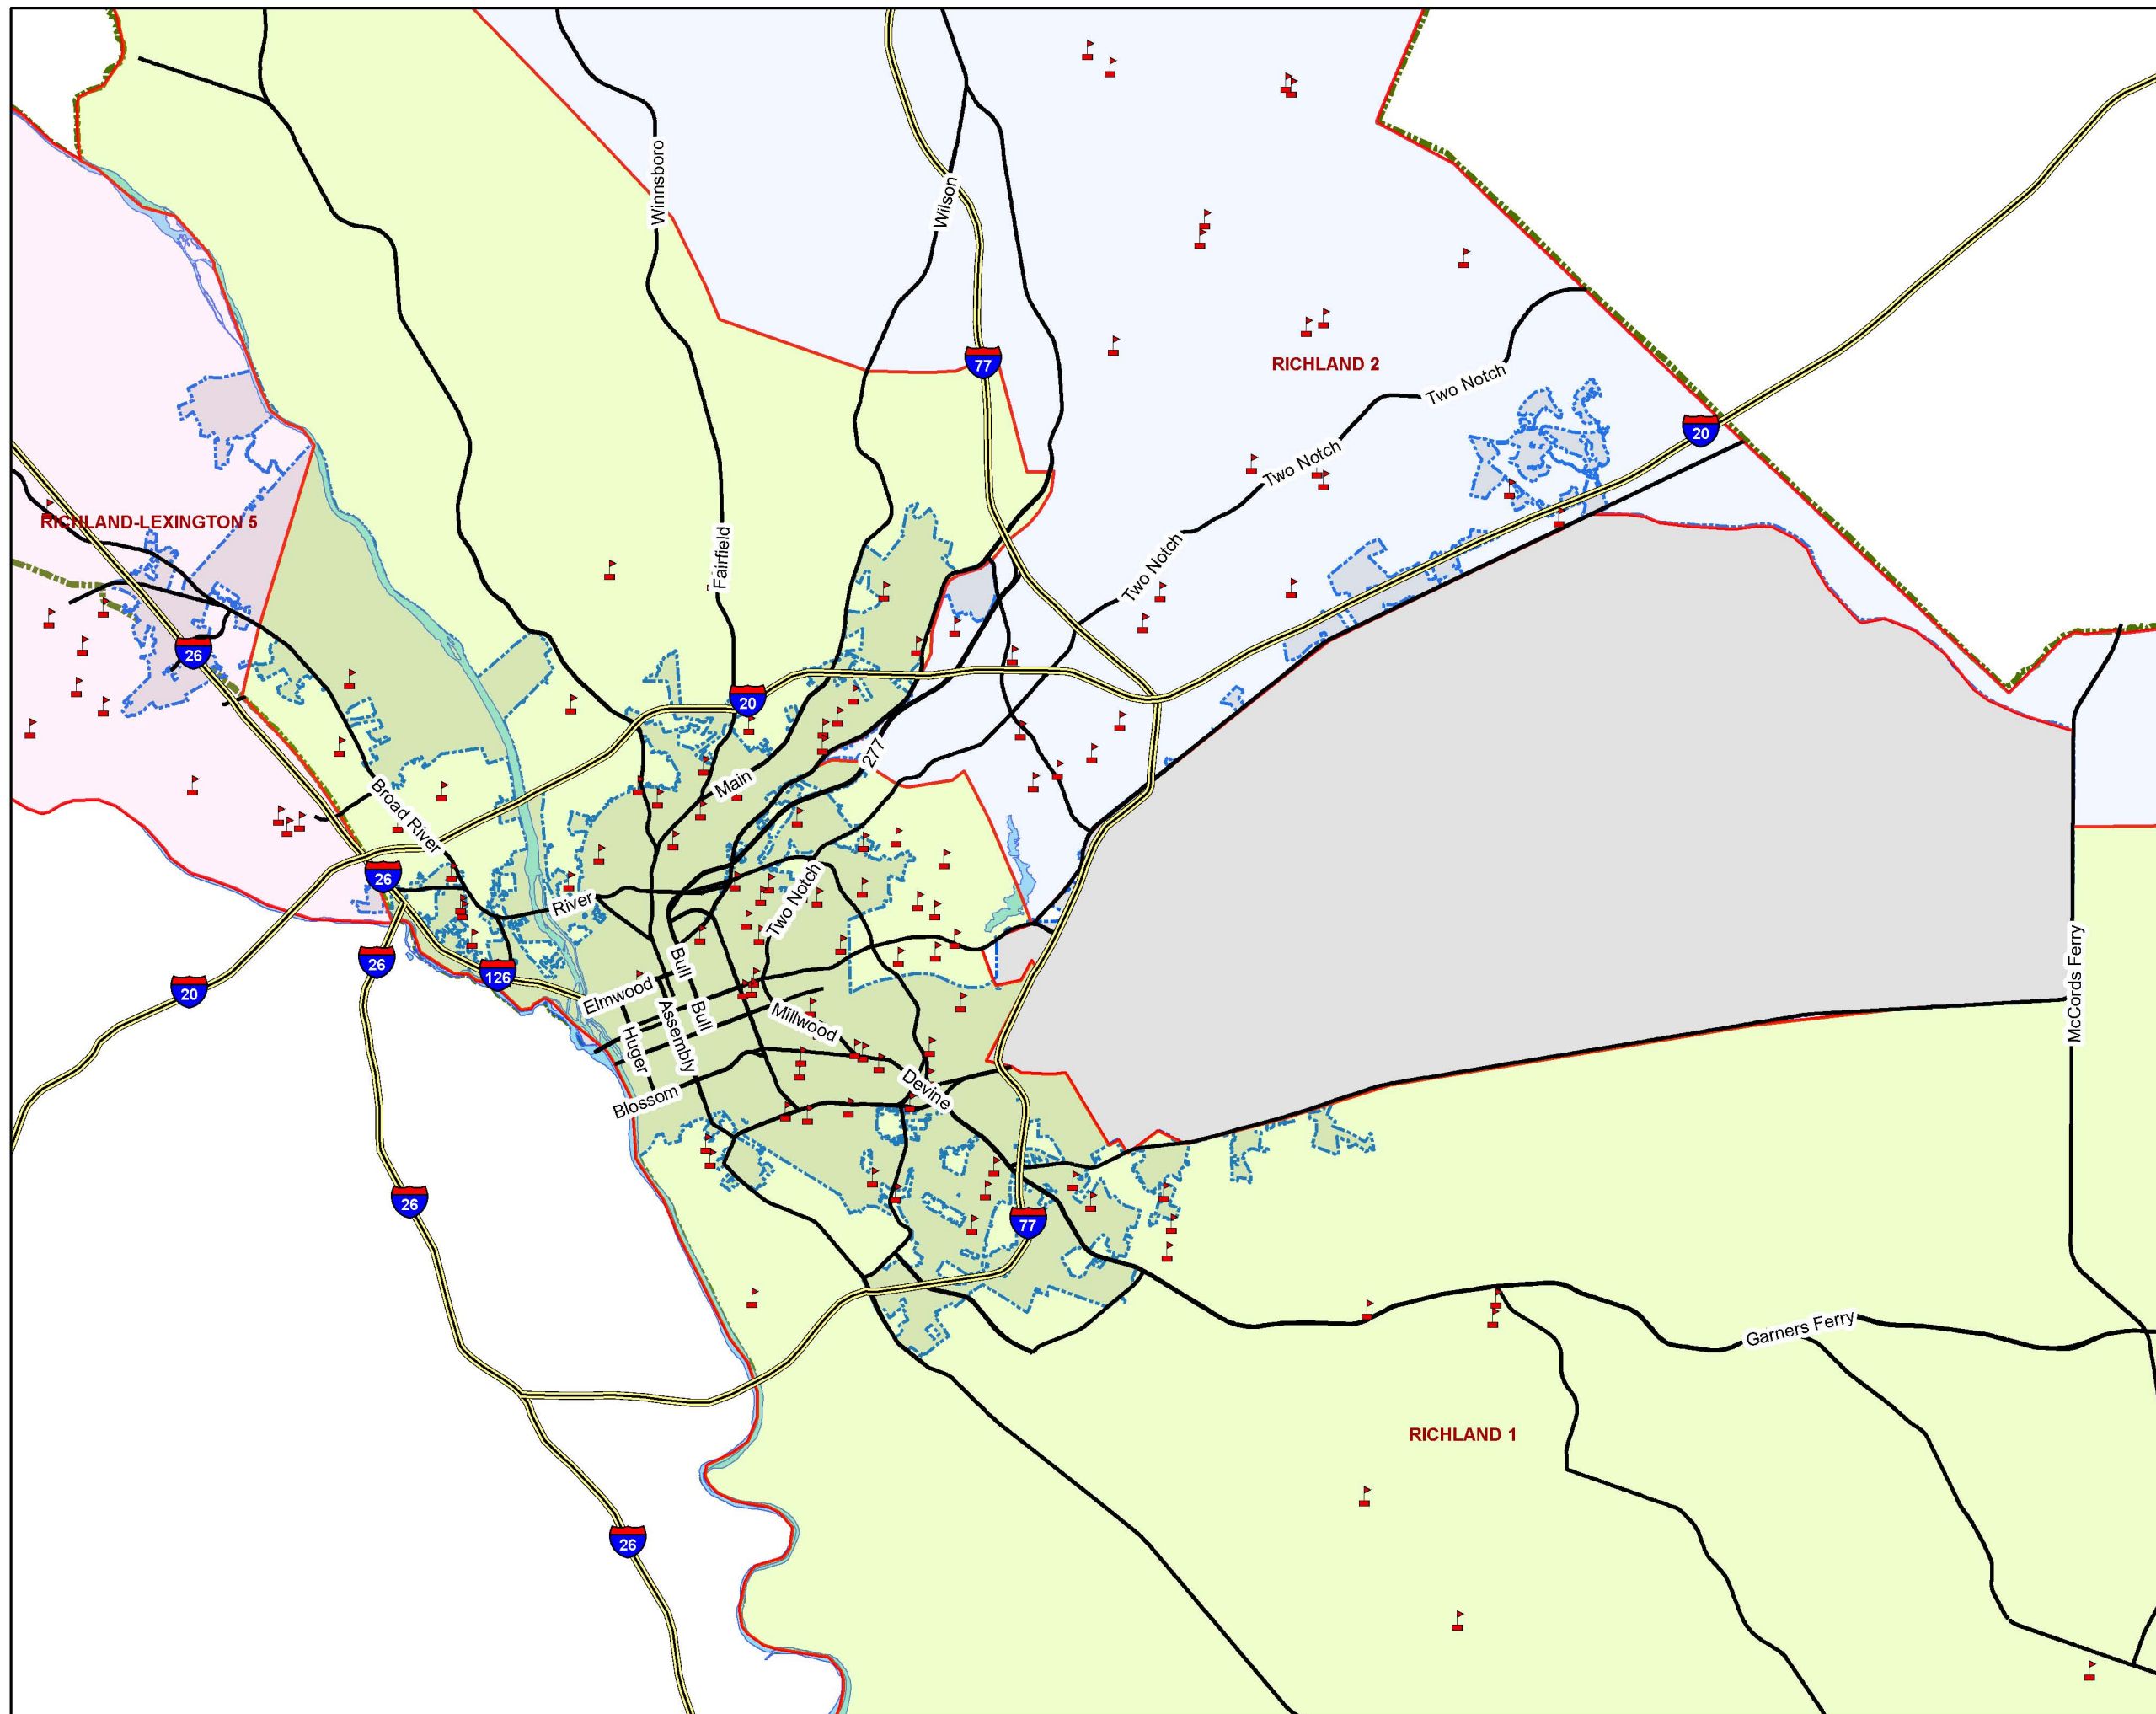 Winnsboro
Wilson
77
RICHLAND 2
Two Notch
20
Two Notch
RICHLAND-LEXINGTON 5
Fairfield
Two Notch
26
20
277
Main
Broad River
26
Two Notch
River
26
126
Bull
20
Elmwood
Assembly
Bull
Millwood
Huger
McCords Ferry
Devine
Blossom
26
77
Garners Ferry
RICHLAND 1
26